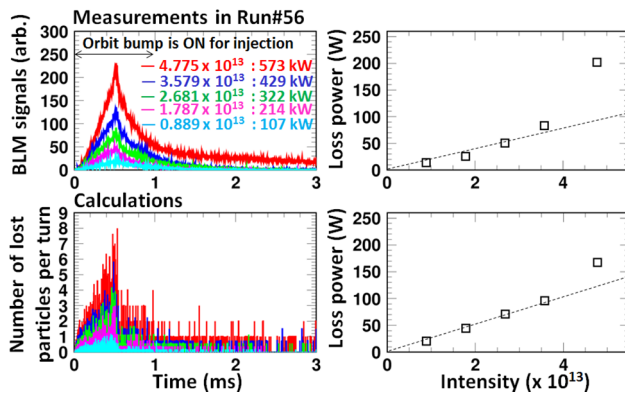 Measurements in Run#56
BLM signals (arb.)
300
250
200
150
100
50
0
Orbit bump is ON for injection
4.775 x 10^13 : 573 kW
3.579 x 10^13 : 429 kW
2.681 x 10^13 : 322 kW
1.787 x 10^13 : 214 kW
0.889 x 10^13 : 107 kW
0 1 2 3
Loss power (W)
250
200
150
100
50
0
0 2 4
Calculations
Number of lost
particles per turn
9
8
7
6
5
4
3
2
1
0
0 1 2 3
Time (ms)
Loss power (W)
250
200
150
100
50
0
0 2 4
Intensity (x 10^13)